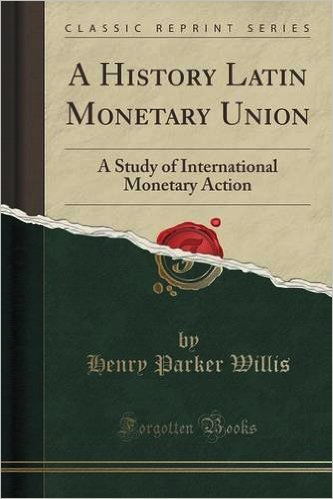 CLASSIC REPRINT SERIES
A HISTORY LATIN
MONETARY UNION
A Study of International
Monetary Action
by
Henry Parker Willis
Forgotten Books